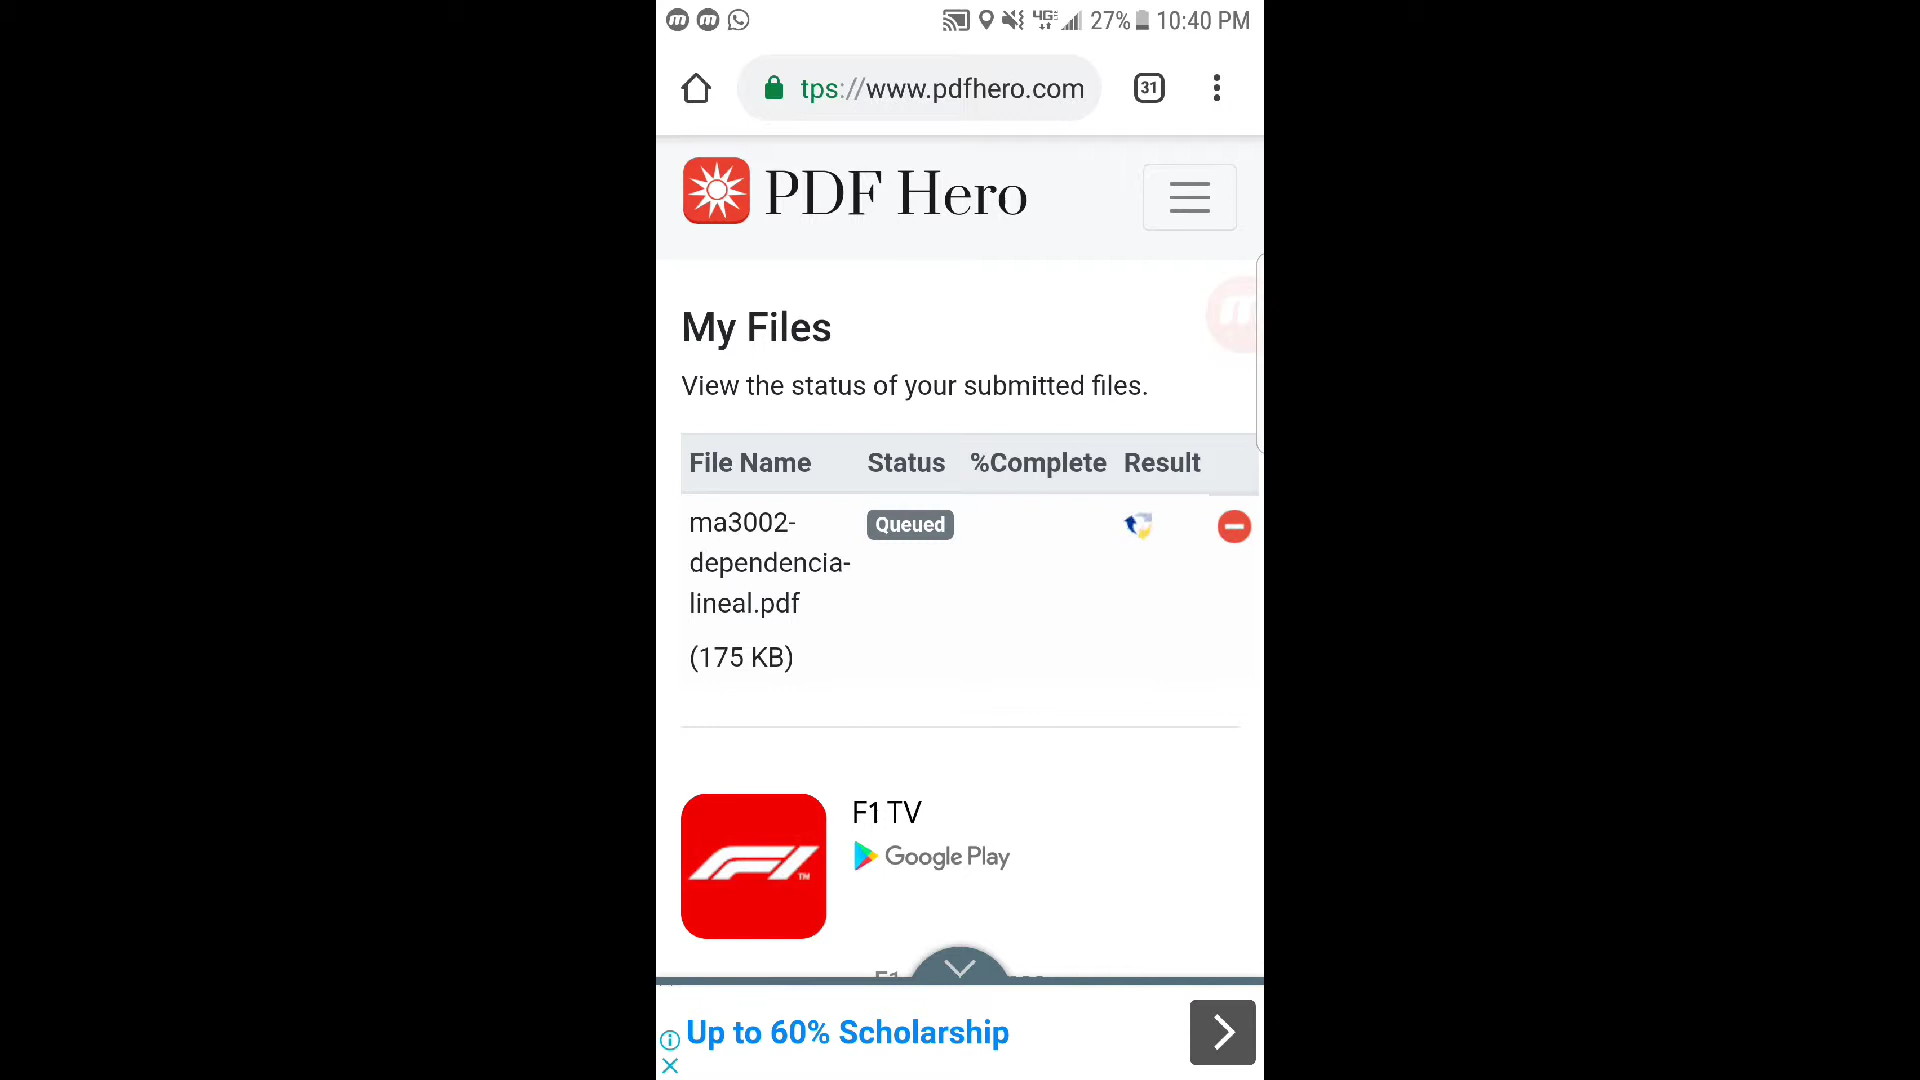 27% 10:40 PM
tps://www.pdfhero.com
31
PDF Hero
My Files
View the status of your submitted files.
File Name Status %Complete Result
ma3002-
dependencia-
lineal.pdf
Queued
(175 KB)
F1 TV
Google Play
F1
Up to 60% Scholarship